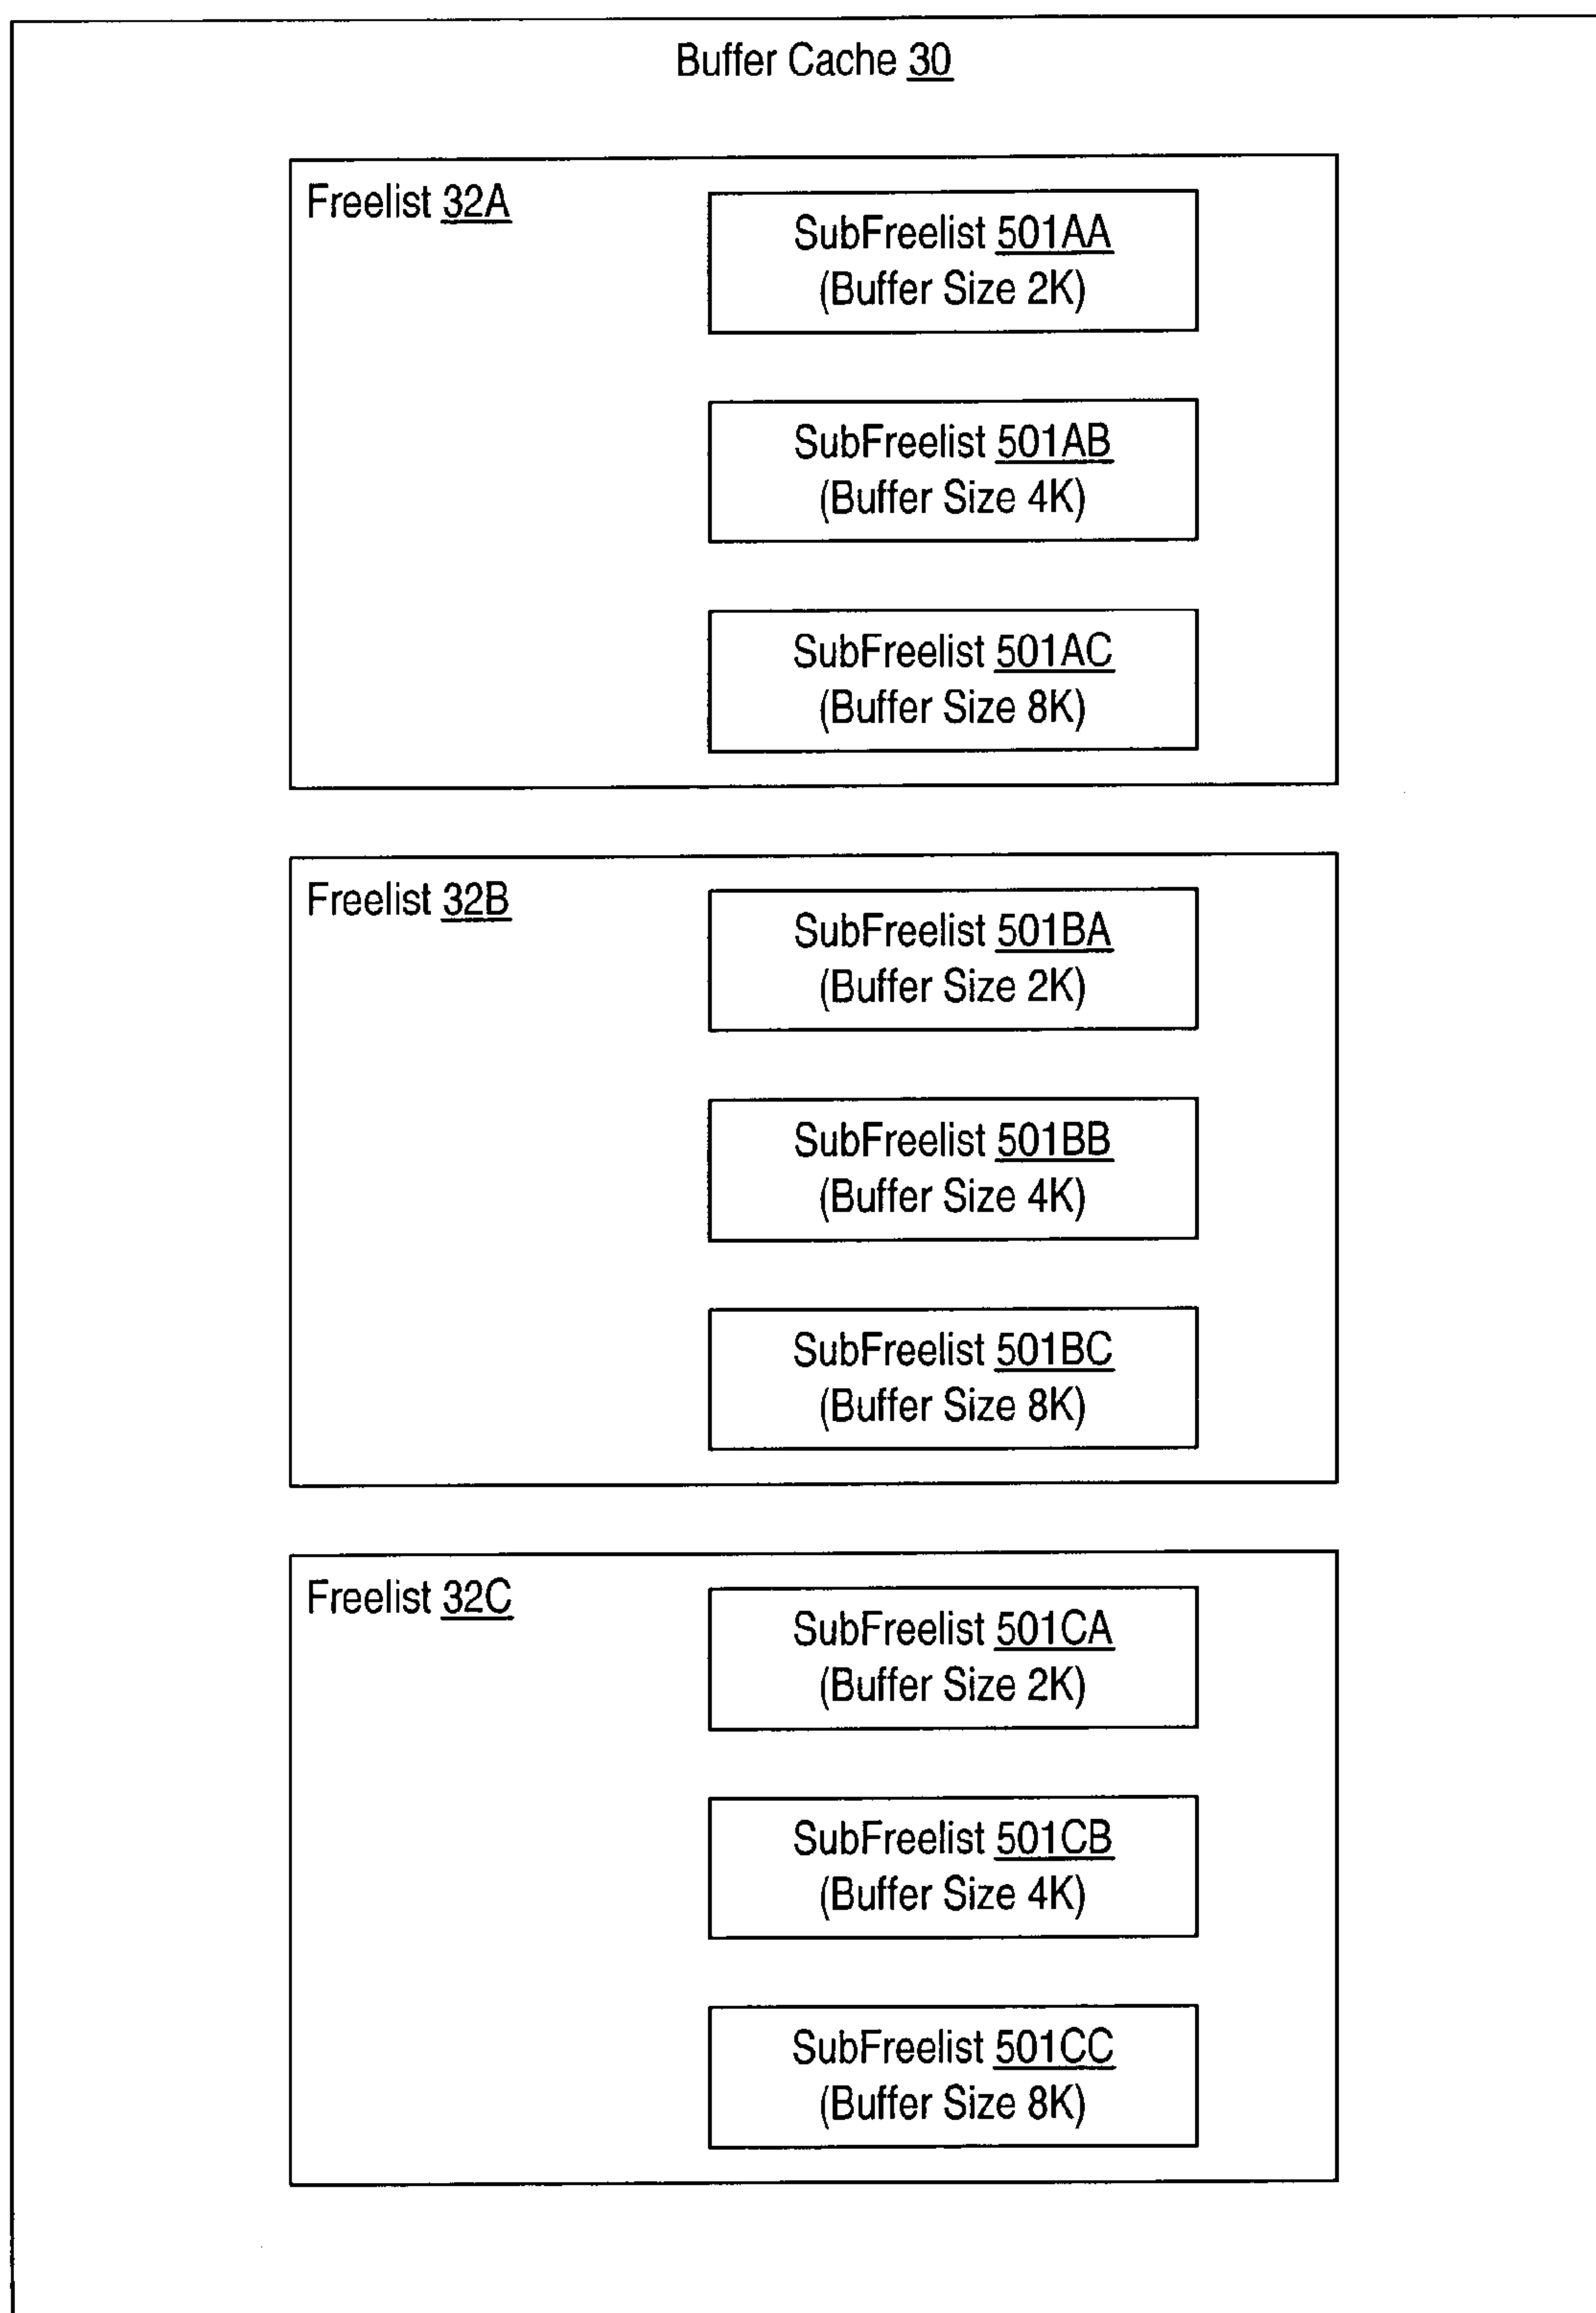 Buffer Cache 30
Freelist 32A
SubFreelist 501AA
(Buffer Size 2K)
SubFreelist 501AB
(Buffer Size 4K)
SubFreelist 501AC
(Buffer Size 8K)
Freelist 32B
SubFreelist 501BA
(Buffer Size 2K)
SubFreelist 501BB
(Buffer Size 4K)
SubFreelist 501BC
(Buffer Size 8K)
Freelist 32C
SubFreelist 501CA
(Buffer Size 2K)
SubFreelist 501CB
(Buffer Size 4K)
SubFreelist 501CC
(Buffer Size 8K)